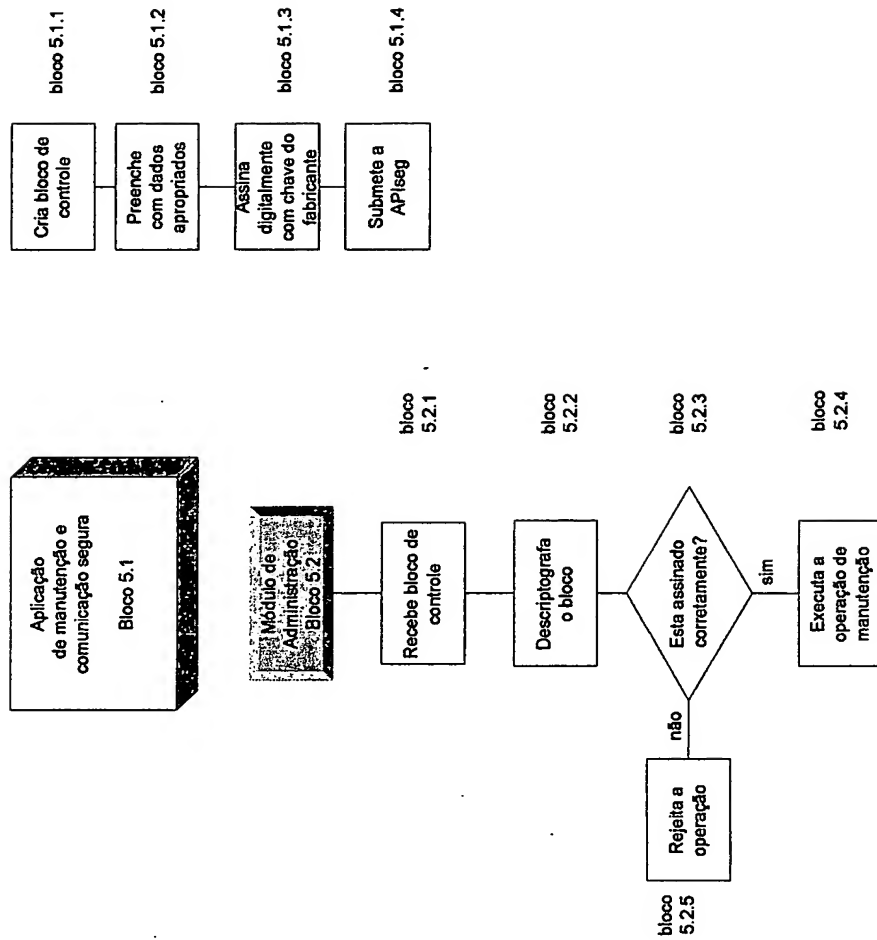 Aplicação
de manutenção e
comunicação segura
Bloco 5.1
Cria bloco de
controle
bloco 5.1.1
Preenche
com dados
apropriados
bloco 5.1.2
Assina
digitalmente
com chave do
fabricante
bloco 5.1.3
Submete a
APIseg
bloco 5.1.4
Módulo de
Administração
Bloco 5.2
Recebe bloco de
controle
bloco
5.2.1
Descriptografa
o bloco
bloco
5.2.2
Esta assinado
corretamente?
bloco
5.2.3
não
sim
Rejeita a
operação
bloco
5.2.5
Executa a
operação de
manutenção
bloco
5.2.4